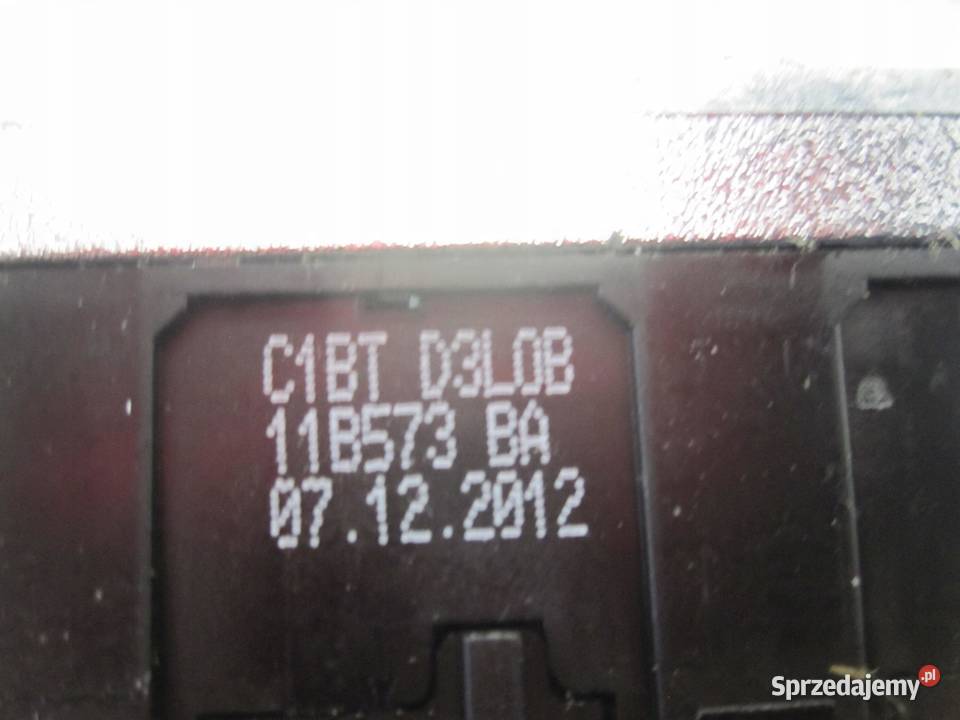 C1BT D3L0B
11B573 BA
07.12.2012
Sprzedajemy.pl